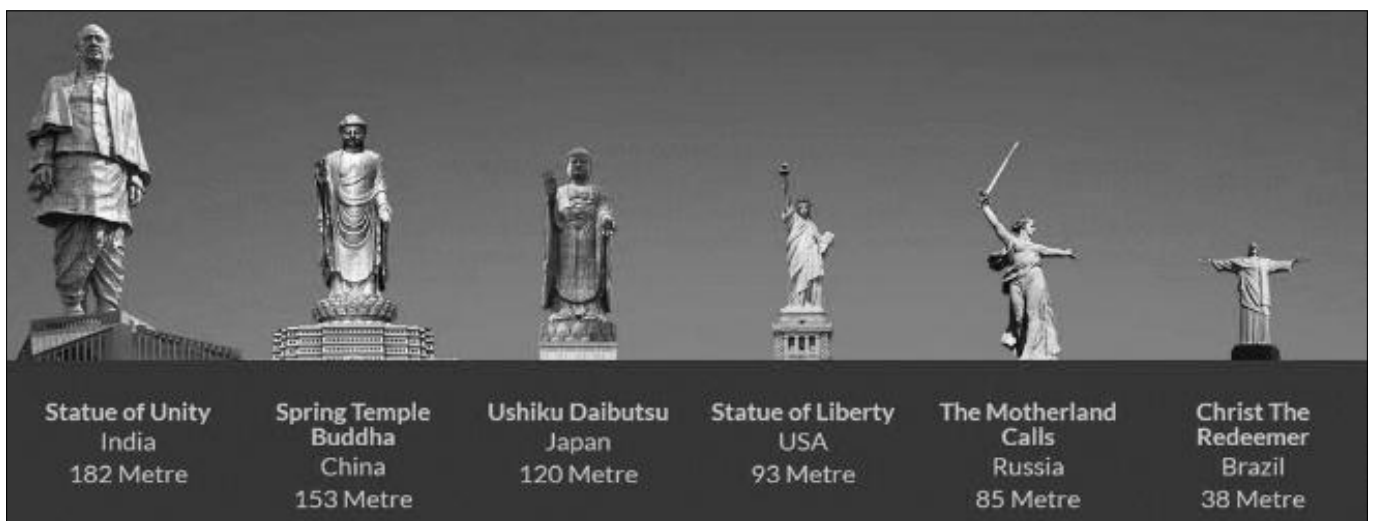 Statue of Unity
India
182 Metre
Spring Temple
Buddha
China
153 Metre
Ushiku Daibutsu
Japan
120 Metre
Statue of Liberty
USA
93 Metre
The Motherland
Calls
Russia
85 Metre
Christ The
Redeemer
Brazil
38 Metre